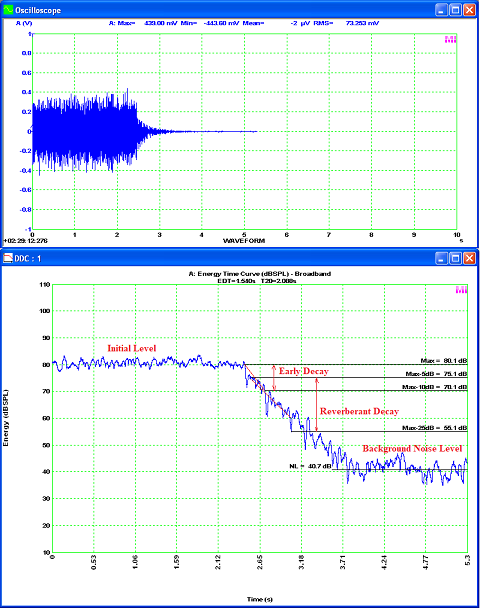 Oscilloscope
A (V) A: Max= 439.00 mV Min= -443.60 mV Mean= -2 µV RMS= 73.253 mV
MI
1
0.8
0.6
0.4
0.2
0
-0.2
-0.4
-0.6
-0.8
-1
0 1 2 3 4 5 6 7 8 9 10
+02:29:12.276 WAVEFORM s
DDC : 1
A: Energy Time Curve (dBSPL) - Broadband
EDT=1.540s T20=2.008s
MI
110
100
90
80
70
60
50
40
30
20
10
Energy (dBSPL)
Initial Level
Max = 80.1 dB
Early Decay
Max-5dB = 75.1 dB
Max-10dB = 70.1 dB
Reverberant Decay
Max-25dB = 55.1 dB
Background Noise Level
NL = 40.7 dB
0 0.53 1.06 1.59 2.12 2.65 3.18 3.71 4.24 4.77 5.3
Time (s)